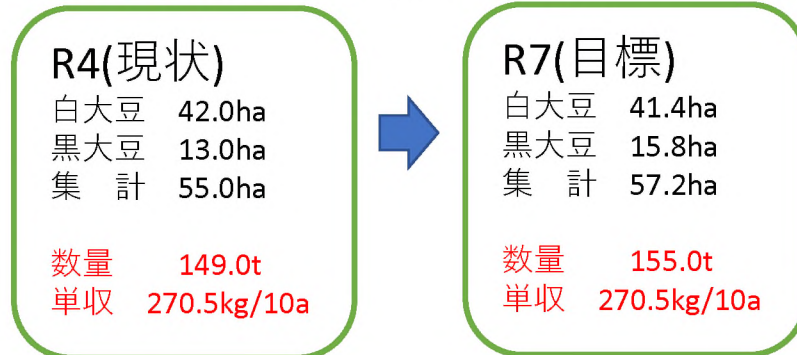 R4(現状)
白大豆 42.0ha
黒大豆 13.0ha
集　計 55.0ha
数量 149.0t
単収 270.5kg/10a
R7(目標)
白大豆 41.4ha
黒大豆 15.8ha
集　計 57.2ha
数量 155.0t
単収 270.5kg/10a